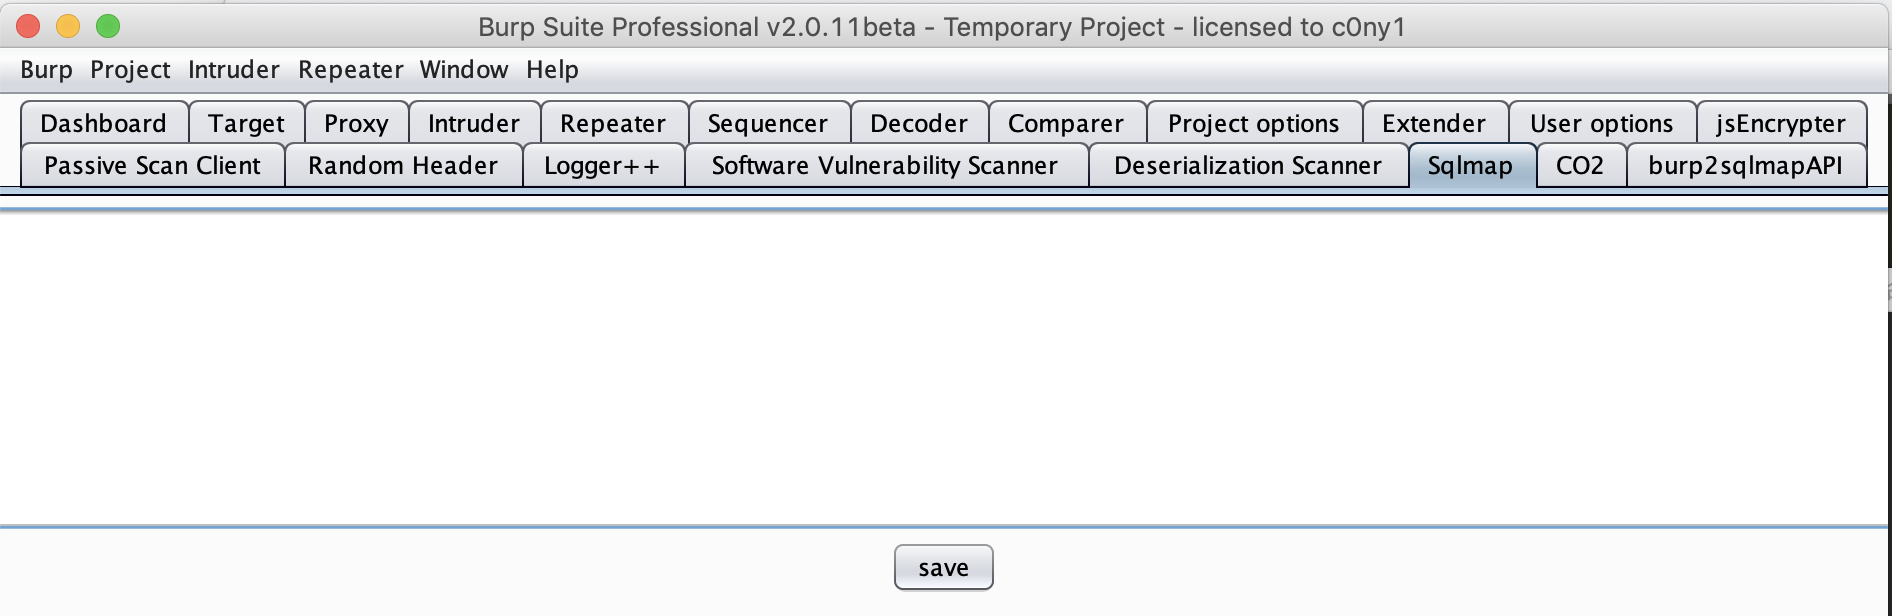 Burp Suite Professional v2.0.11beta - Temporary Project - licensed to c0ny1
Burp Project Intruder Repeater Window Help
Dashboard Target Proxy Intruder Repeater Sequencer Decoder Comparer Project options Extender User options jsEncrypter
Passive Scan Client Random Header Logger++ Software Vulnerability Scanner Deserialization Scanner Sqlmap CO2 burp2sqlmapAPI
save